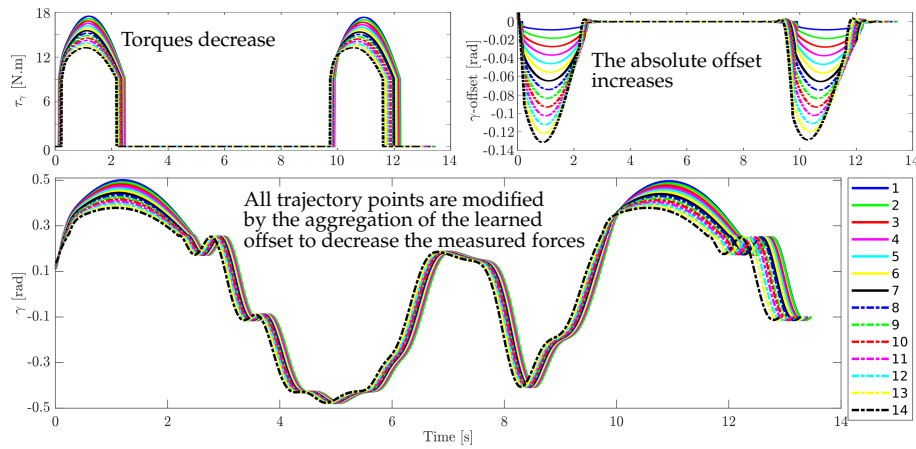 18
15
12
9
6
3
0
τγ [N.m]
0 2 4 6 8 10 12 14
Torques decrease
0
-0.02
-0.04
-0.06
-0.08
-0.1
-0.12
-0.14
γ-offset [rad]
0 2 4 6 8 10 12 14
The absolute offset
increases
0.5
0.3
0.1
-0.1
-0.3
-0.5
γ [rad]
0 2 4 6 8 10 12 14
Time [s]
All trajectory points are modified
by the aggregation of the learned
offset to decrease the measured forces
1
2
3
4
5
6
7
8
9
10
11
12
13
14